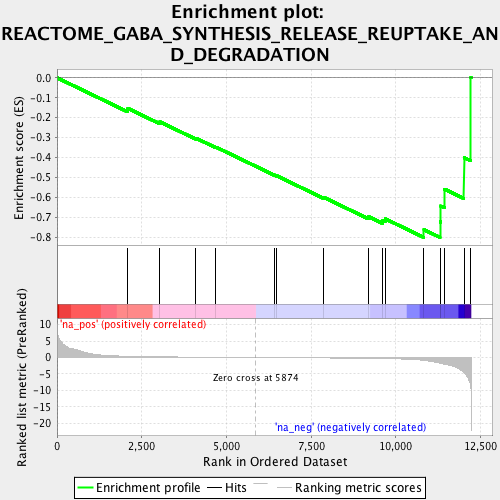 Enrichment plot:
REACTOME_GABA_SYNTHESIS_RELEASE_REUPTAKE_AN
D_DEGRADATION
Enrichment score (ES)
0.0
-0.1
-0.2
-0.3
-0.4
-0.5
-0.6
-0.7
-0.8
'na_pos' (positively correlated)
Ranked list metric (PreRanked)
10
5
0
-5
-10
-15
-20
Zero cross at 5874
'na_neg' (negatively correlated)
0
2,500
5,000
7,500
10,000
12,500
Rank in Ordered Dataset
Enrichment profile
Hits
Ranking metric scores